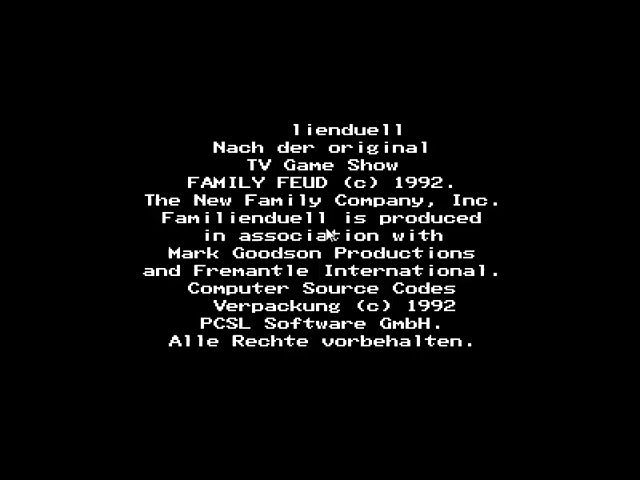 lienduell
Nach der original
TV Game Show
FAMILY FEUD (c) 1992.
The New Family Company, Inc.
Familienduell is produced
in association with
Mark Goodson Productions
and Fremantle International.
Computer Source Codes
Verpackung (c) 1992
PCSL Software GmbH.
Alle Rechte vorbehalten.